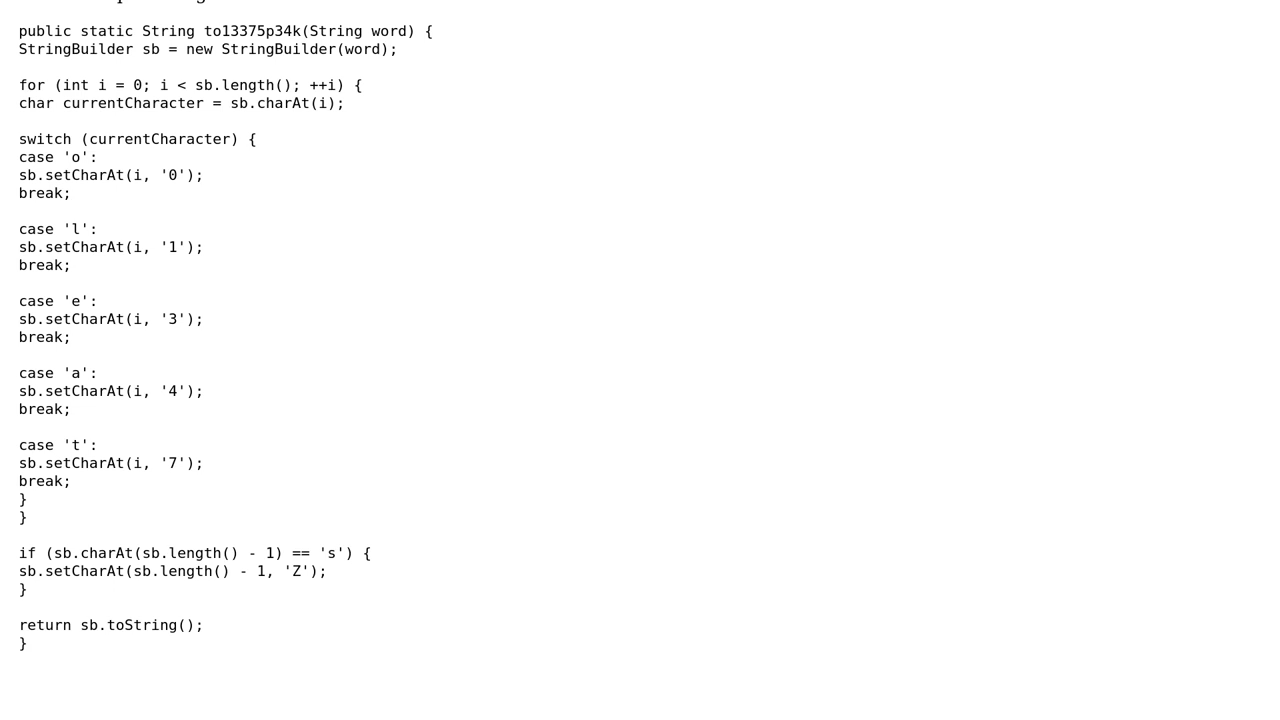 public static String to13375p34k(String word) {
StringBuilder sb = new StringBuilder(word);
for (int i = 0; i < sb.length(); ++i) {
char currentCharacter = sb.charAt(i);
switch (currentCharacter) {
case 'o':
sb.setCharAt(i, '0');
break;
case 'l':
sb.setCharAt(i, '1');
break;
case 'e':
sb.setCharAt(i, '3');
break;
case 'a':
sb.setCharAt(i, '4');
break;
case 't':
sb.setCharAt(i, '7');
break;
}
}
if (sb.charAt(sb.length() - 1) == 's') {
sb.setCharAt(sb.length() - 1, 'Z');
}
return sb.toString();
}